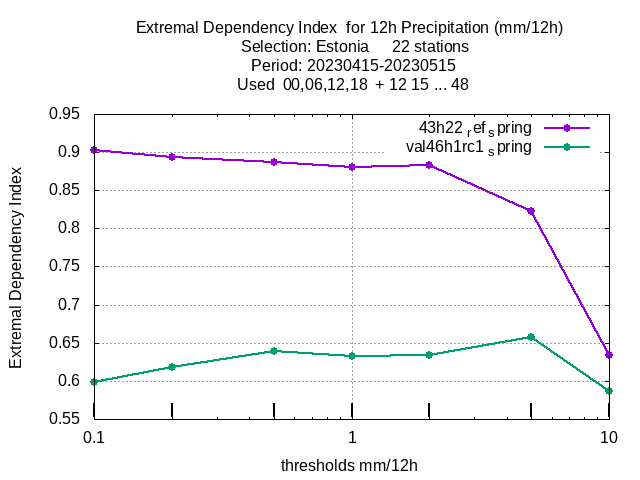 Extremal Dependency Index  for 12h Precipitation (mm/12h)
Selection: Estonia     22 stations
Period: 20230415-20230515
Used  00,06,12,18  + 12 15 ... 48
Extremal Dependency Index
0.95
0.9
0.85
0.8
0.75
0.7
0.65
0.6
0.55
43h22 ref spring
val46h1rc1 spring
0.1
1
10
thresholds mm/12h